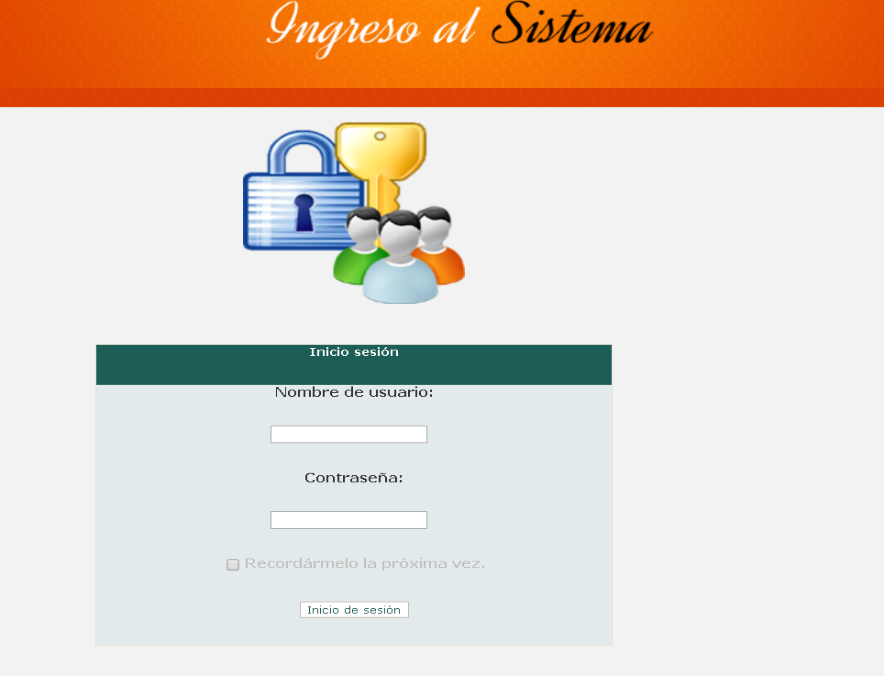 Ingreso al Sistema
Inicio sesión
Nombre de usuario:
Contraseña:
Recordármelo la próxima vez.
Inicio de sesión